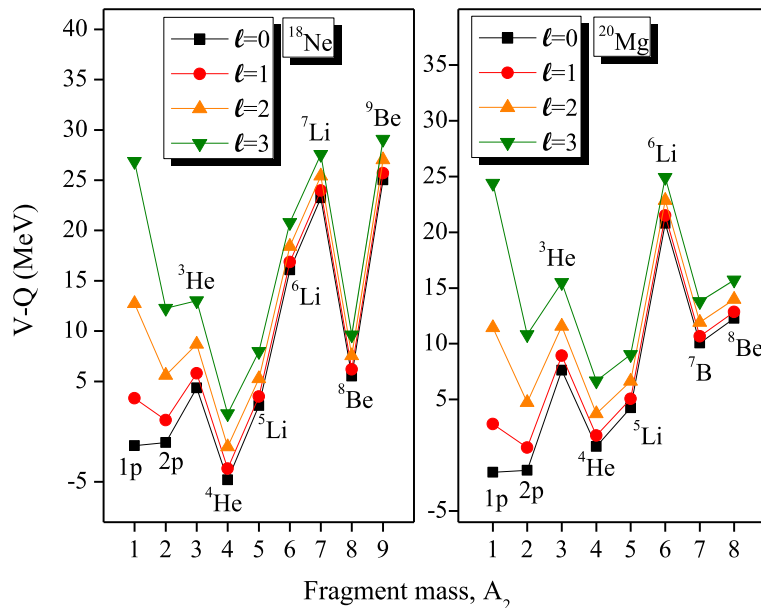 V-Q (MeV)
40
35
30
25
20
15
10
5
-5
ℓ=0
ℓ=1
ℓ=2
ℓ=3
¹⁸Ne
1p
2p
³He
⁴He
⁵Li
⁶Li
⁷Li
⁸Be
⁹Be
1 2 3 4 5 6 7 8 9
35
30
25
20
15
10
5
-5
ℓ=0
ℓ=1
ℓ=2
ℓ=3
²⁰Mg
1p
2p
³He
⁴He
⁵Li
⁶Li
⁷B
⁸Be
1 2 3 4 5 6 7 8
Fragment mass, A₂